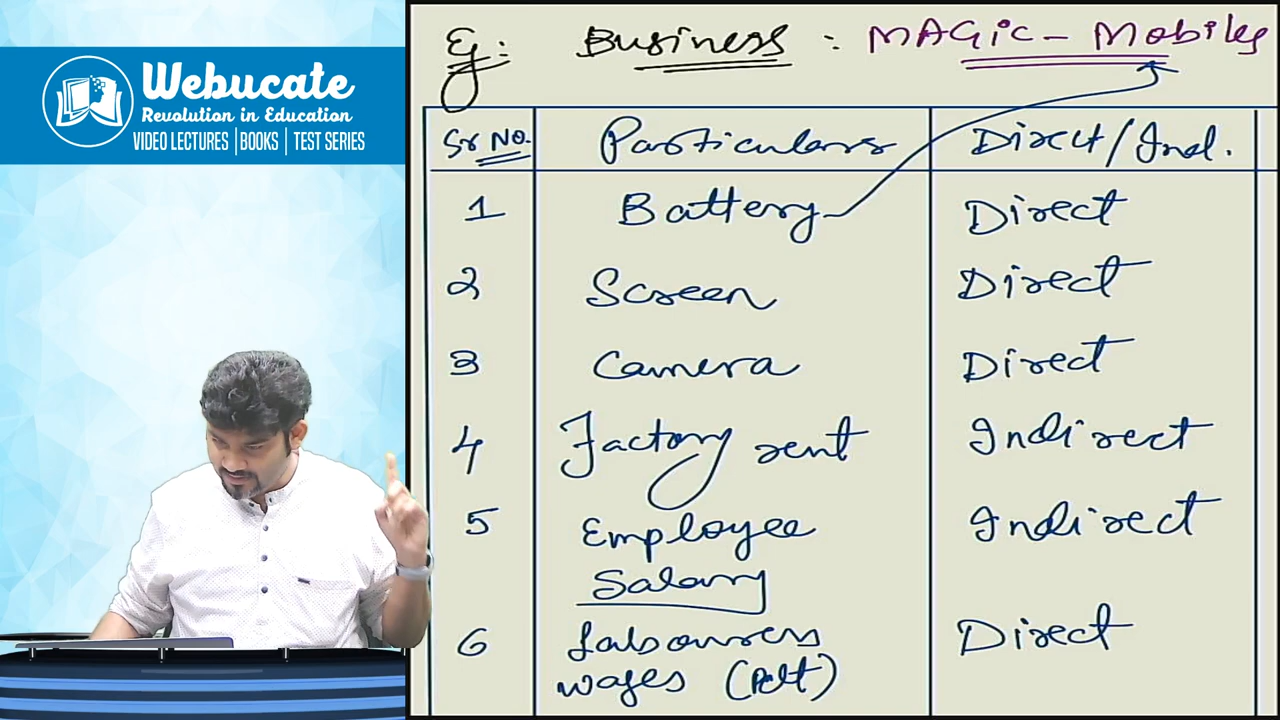 Webucate
Revolution in Education
VIDEO LECTURES | BOOKS | TEST SERIES
Eg: Business : MAGic - Mobiles
Sr No. Particulars Direct/Ind.
1 Battery Direct
2 Screen Direct
3 Camera Direct
4 Factory rent Indirect
5 Employee Indirect
Salary
6 Labourers Direct
wages